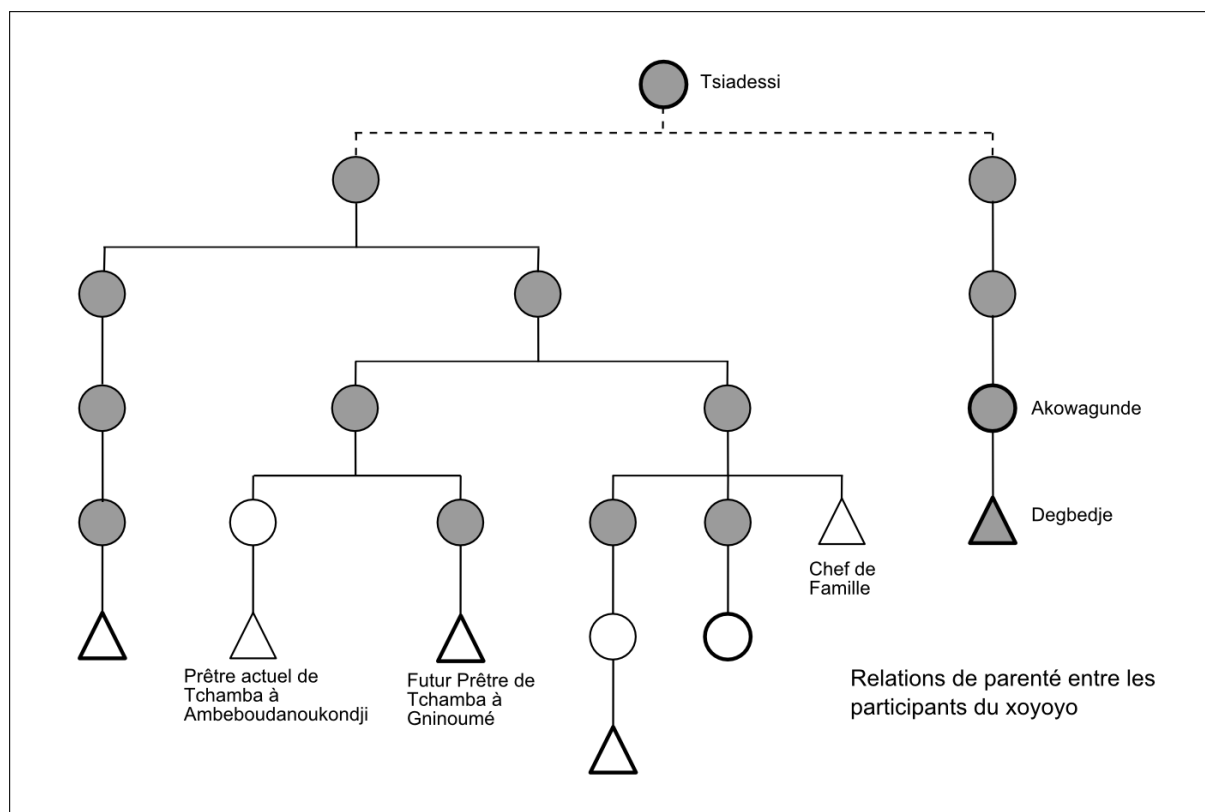 Tsiadessi
Akowagunde
Degbedje
Chef de
Famille
Prêtre actuel de
Tchamba à
Ambeboudanoukondji
Futur Prêtre de
Tchamba à
Gninoumé
Relations de parenté entre les
participants du xoyoyo